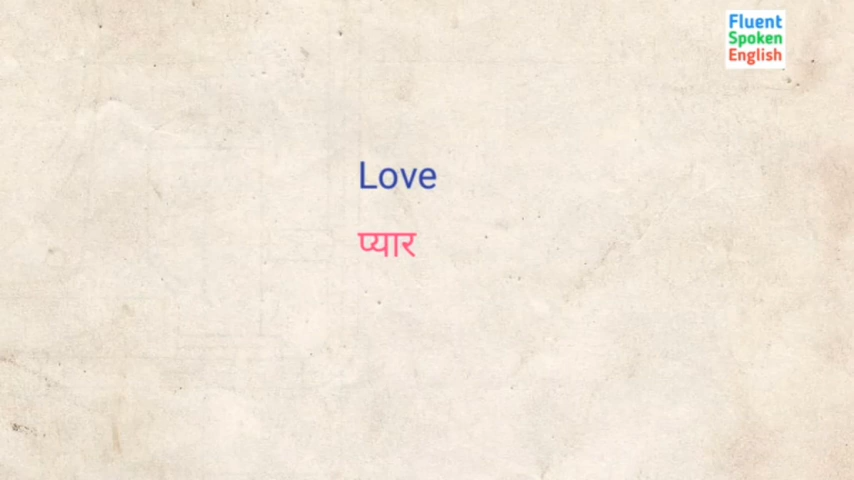 Fluent
Spoken
English
Love
प्यार